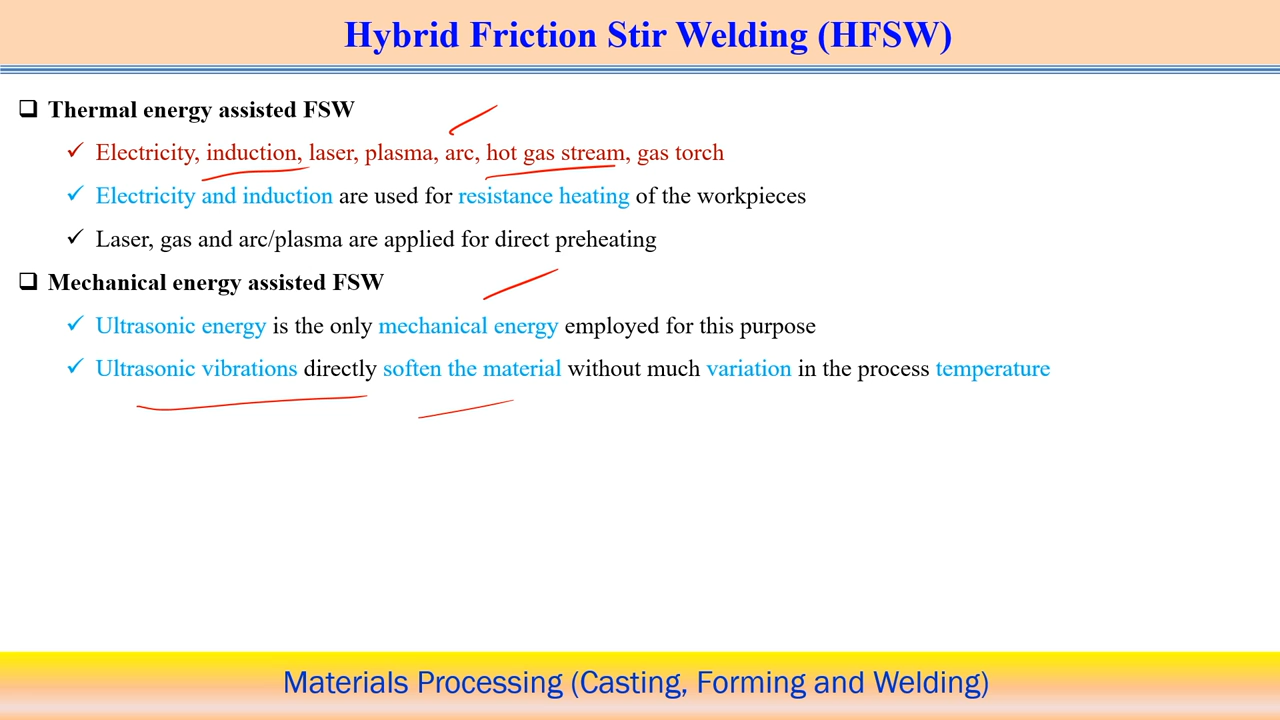 Hybrid Friction Stir Welding (HFSW)
❑ Thermal energy assisted FSW
✓ Electricity, induction, laser, plasma, arc, hot gas stream, gas torch
✓ Electricity and induction are used for resistance heating of the workpieces
✓ Laser, gas and arc/plasma are applied for direct preheating
❑ Mechanical energy assisted FSW
✓ Ultrasonic energy is the only mechanical energy employed for this purpose
✓ Ultrasonic vibrations directly soften the material without much variation in the process temperature
Materials Processing (Casting, Forming and Welding)